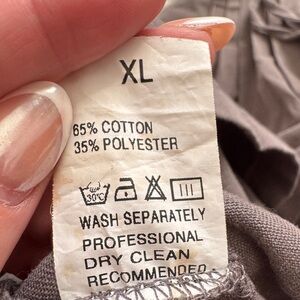 XL
65% COTTON
35% POLYESTER
30°C
WASH SEPARATELY
PROFESSIONAL
DRY CLEAN
RECOMMENDED